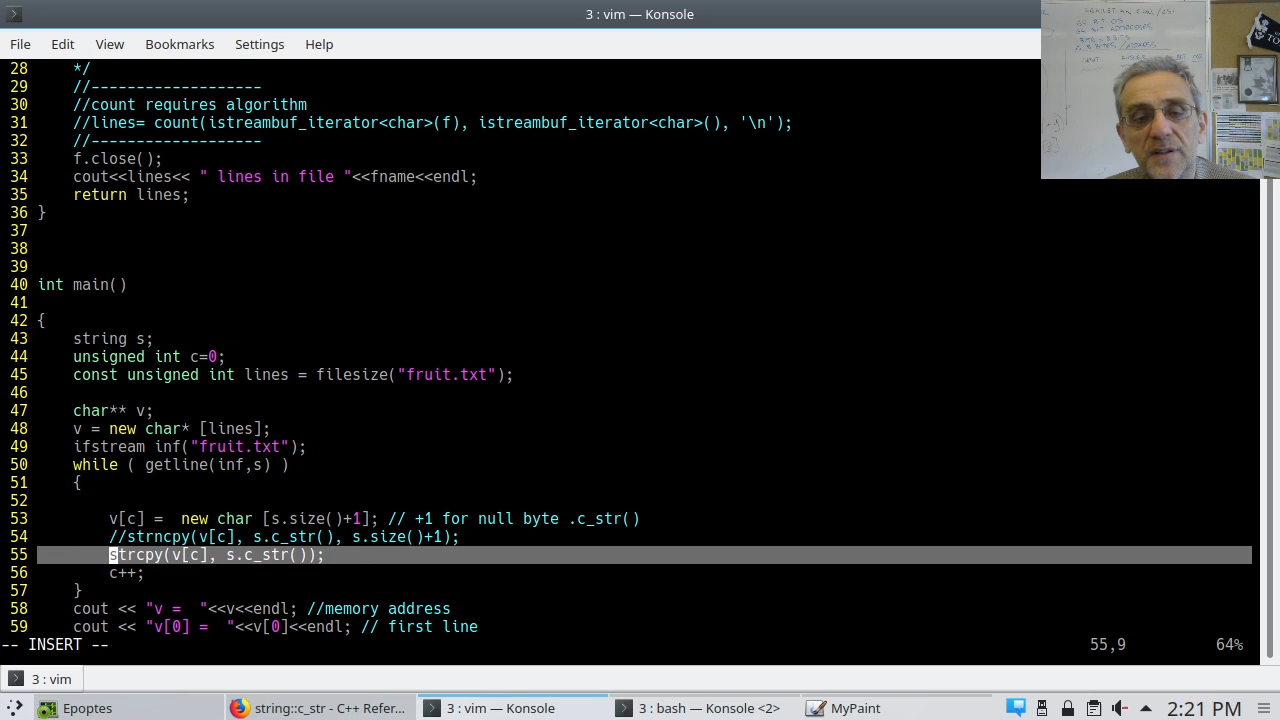 3 : vim — Konsole
File Edit View Bookmarks Settings Help
28 */
29 //-------------------
30 //count requires algorithm
31 //lines= count(istreambuf_iterator<char>(f), istreambuf_iterator<char>(), '\n');
32 //-------------------
33 f.close();
34 cout<<lines<< " lines in file "<<fname<<endl;
35 return lines;
36 }
37
38
39
40 int main()
41
42 {
43 string s;
44 unsigned int c=0;
45 const unsigned int lines = filesize("fruit.txt");
46
47 char** v;
48 v = new char* [lines];
49 ifstream inf("fruit.txt");
50 while ( getline(inf,s) )
51 {
52
53 v[c] =  new char [s.size()+1]; // +1 for null byte .c_str()
54 //strncpy(v[c], s.c_str(), s.size()+1);
55 strcpy(v[c], s.c_str());
56 c++;
57 }
58 cout << "v =  "<<v<<endl; //memory address
59 cout << "v[0] =  "<<v[0]<<endl; // first line
-- INSERT -- 55,9 64%
3 : vim
Epoptes string::c_str - C++ Refer... 3 : vim — Konsole 3 : bash — Konsole <2> MyPaint 2:21 PM